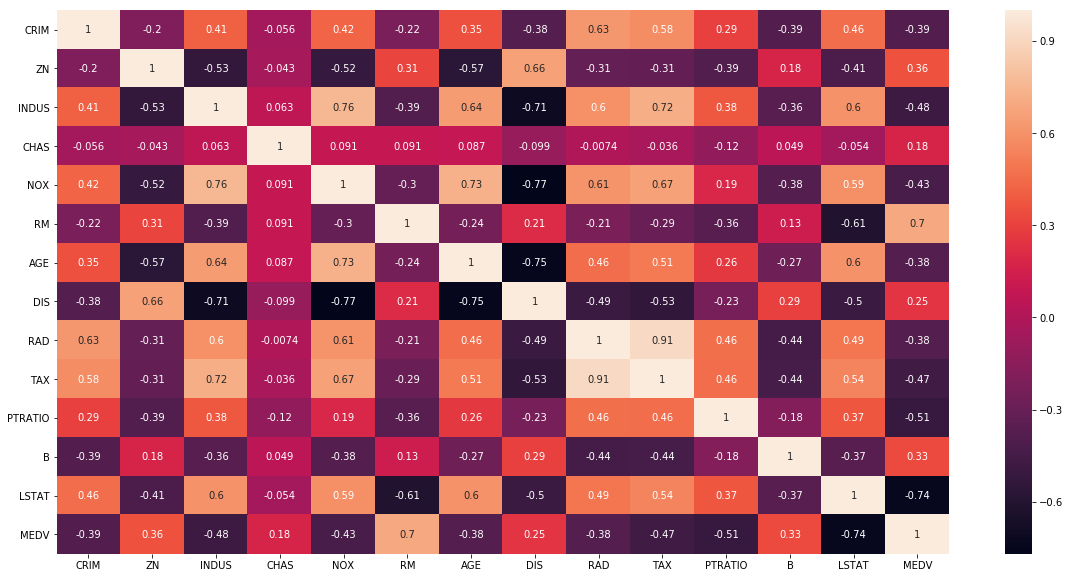 CRIM 1 -0.2 0.41 -0.056 0.42 -0.22 0.35 -0.38 0.63 0.58 0.29 -0.39 0.46 -0.39
ZN -0.2 1 -0.53 -0.043 -0.52 0.31 -0.57 0.66 -0.31 -0.31 -0.39 0.18 -0.41 0.36
INDUS 0.41 -0.53 1 0.063 0.76 -0.39 0.64 -0.71 0.6 0.72 0.38 -0.36 0.6 -0.48
CHAS -0.056 -0.043 0.063 1 0.091 0.091 0.087 -0.099 -0.0074 -0.036 -0.12 0.049 -0.054 0.18
NOX 0.42 -0.52 0.76 0.091 1 -0.3 0.73 -0.77 0.61 0.67 0.19 -0.38 0.59 -0.43
RM -0.22 0.31 -0.39 0.091 -0.3 1 -0.24 0.21 -0.21 -0.29 -0.36 0.13 -0.61 0.7
AGE 0.35 -0.57 0.64 0.087 0.73 -0.24 1 -0.75 0.46 0.51 0.26 -0.27 0.6 -0.38
DIS -0.38 0.66 -0.71 -0.099 -0.77 0.21 -0.75 1 -0.49 -0.53 -0.23 0.29 -0.5 0.25
RAD 0.63 -0.31 0.6 -0.0074 0.61 -0.21 0.46 -0.49 1 0.91 0.46 -0.44 0.49 -0.38
TAX 0.58 -0.31 0.72 -0.036 0.67 -0.29 0.51 -0.53 0.91 1 0.46 -0.44 0.54 -0.47
PTRATIO 0.29 -0.39 0.38 -0.12 0.19 -0.36 0.26 -0.23 0.46 0.46 1 -0.18 0.37 -0.51
B -0.39 0.18 -0.36 0.049 -0.38 0.13 -0.27 0.29 -0.44 -0.44 -0.18 1 -0.37 0.33
LSTAT 0.46 -0.41 0.6 -0.054 0.59 -0.61 0.6 -0.5 0.49 0.54 0.37 -0.37 1 -0.74
MEDV -0.39 0.36 -0.48 0.18 -0.43 0.7 -0.38 0.25 -0.38 -0.47 -0.51 0.33 -0.74 1
CRIM ZN INDUS CHAS NOX RM AGE DIS RAD TAX PTRATIO B LSTAT MEDV
0.9
0.6
0.3
0.0
−0.3
−0.6